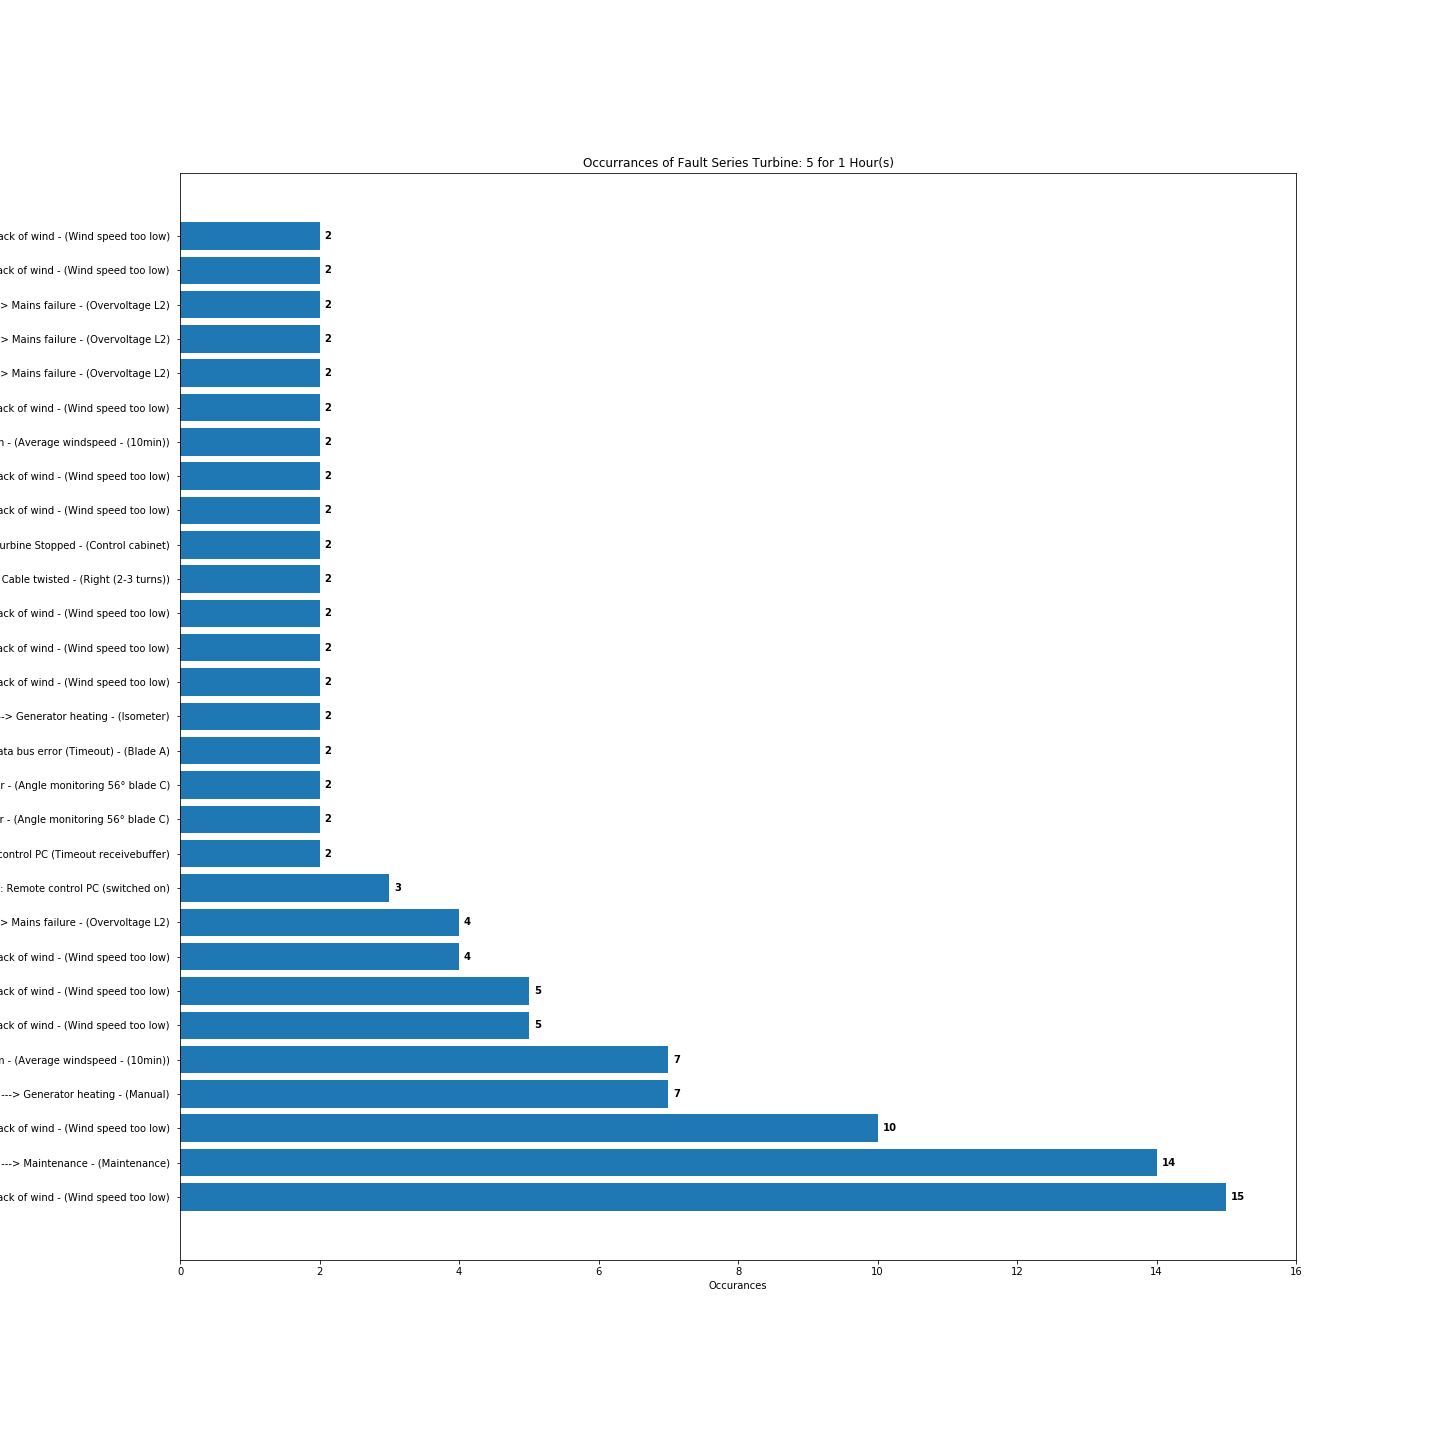 Occurrances of Fault Series Turbine: 5 for 1 Hour(s)
ack of wind - (Wind speed too low) 2
ack of wind - (Wind speed too low) 2
> Mains failure - (Overvoltage L2) 2
> Mains failure - (Overvoltage L2) 2
> Mains failure - (Overvoltage L2) 2
ack of wind - (Wind speed too low) 2
- (Average windspeed - (10min)) 2
ack of wind - (Wind speed too low) 2
ack of wind - (Wind speed too low) 2
urbine Stopped - (Control cabinet) 2
Cable twisted - (Right (2-3 turns)) 2
ack of wind - (Wind speed too low) 2
ack of wind - (Wind speed too low) 2
ack of wind - (Wind speed too low) 2
-> Generator heating - (Isometer) 2
ata bus error (Timeout) - (Blade A) 2
r - (Angle monitoring 56° blade C) 2
r - (Angle monitoring 56° blade C) 2
control PC (Timeout receivebuffer) 2
: Remote control PC (switched on) 3
> Mains failure - (Overvoltage L2) 4
ack of wind - (Wind speed too low) 4
ack of wind - (Wind speed too low) 5
ack of wind - (Wind speed too low) 5
- (Average windspeed - (10min)) 7
---> Generator heating - (Manual) 7
ack of wind - (Wind speed too low) 10
---> Maintenance - (Maintenance) 14
ack of wind - (Wind speed too low) 15
0 2 4 6 8 10 12 14 16
Occurances